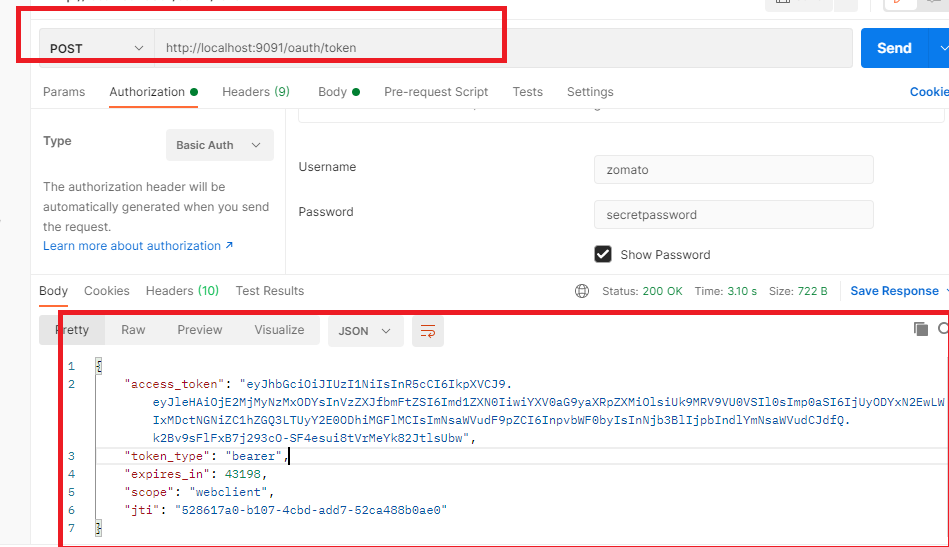 POST
http://localhost:9091/oauth/token
Send
Params Authorization Headers (9) Body Pre-request Script Tests Settings Cookie
Type
Basic Auth
The authorization header will be
automatically generated when you send
the request.
Learn more about authorization ↗
Username zomato
Password secretpassword
Show Password
Body Cookies Headers (10) Test Results Status: 200 OK Time: 3.10 s Size: 722 B Save Response
Pretty Raw Preview Visualize JSON
1 {
2 "access_token": "eyJhbGciOiJIUzI1NiIsInR5cCI6IkpXVCJ9.
eyJleHAiOjE2MjMyNzMxODYsInVzZXJfbmFtZSI6Imd1ZXN0IiwiYXV0aG9yaXRpZXMiOlsiUk9MRV9VU0VSIl0sImp0aSI6IjUyODYxN2EwLWI
IxMDctNGNiZC1hZGQ3LTUyY2E0ODhiMGFlMCIsImNsaWVudF9pZCI6InpvbWF0byIsInNjb3BlIjpbIndlYmNsaWVudCJdfQ.
k2Bv9sFlFxB7j293cO-SF4esui8tVrMeYk82JtlsUbw",
3 "token_type": "bearer",
4 "expires_in": 43198,
5 "scope": "webclient",
6 "jti": "528617a0-b107-4cbd-add7-52ca488b0ae0"
7 }